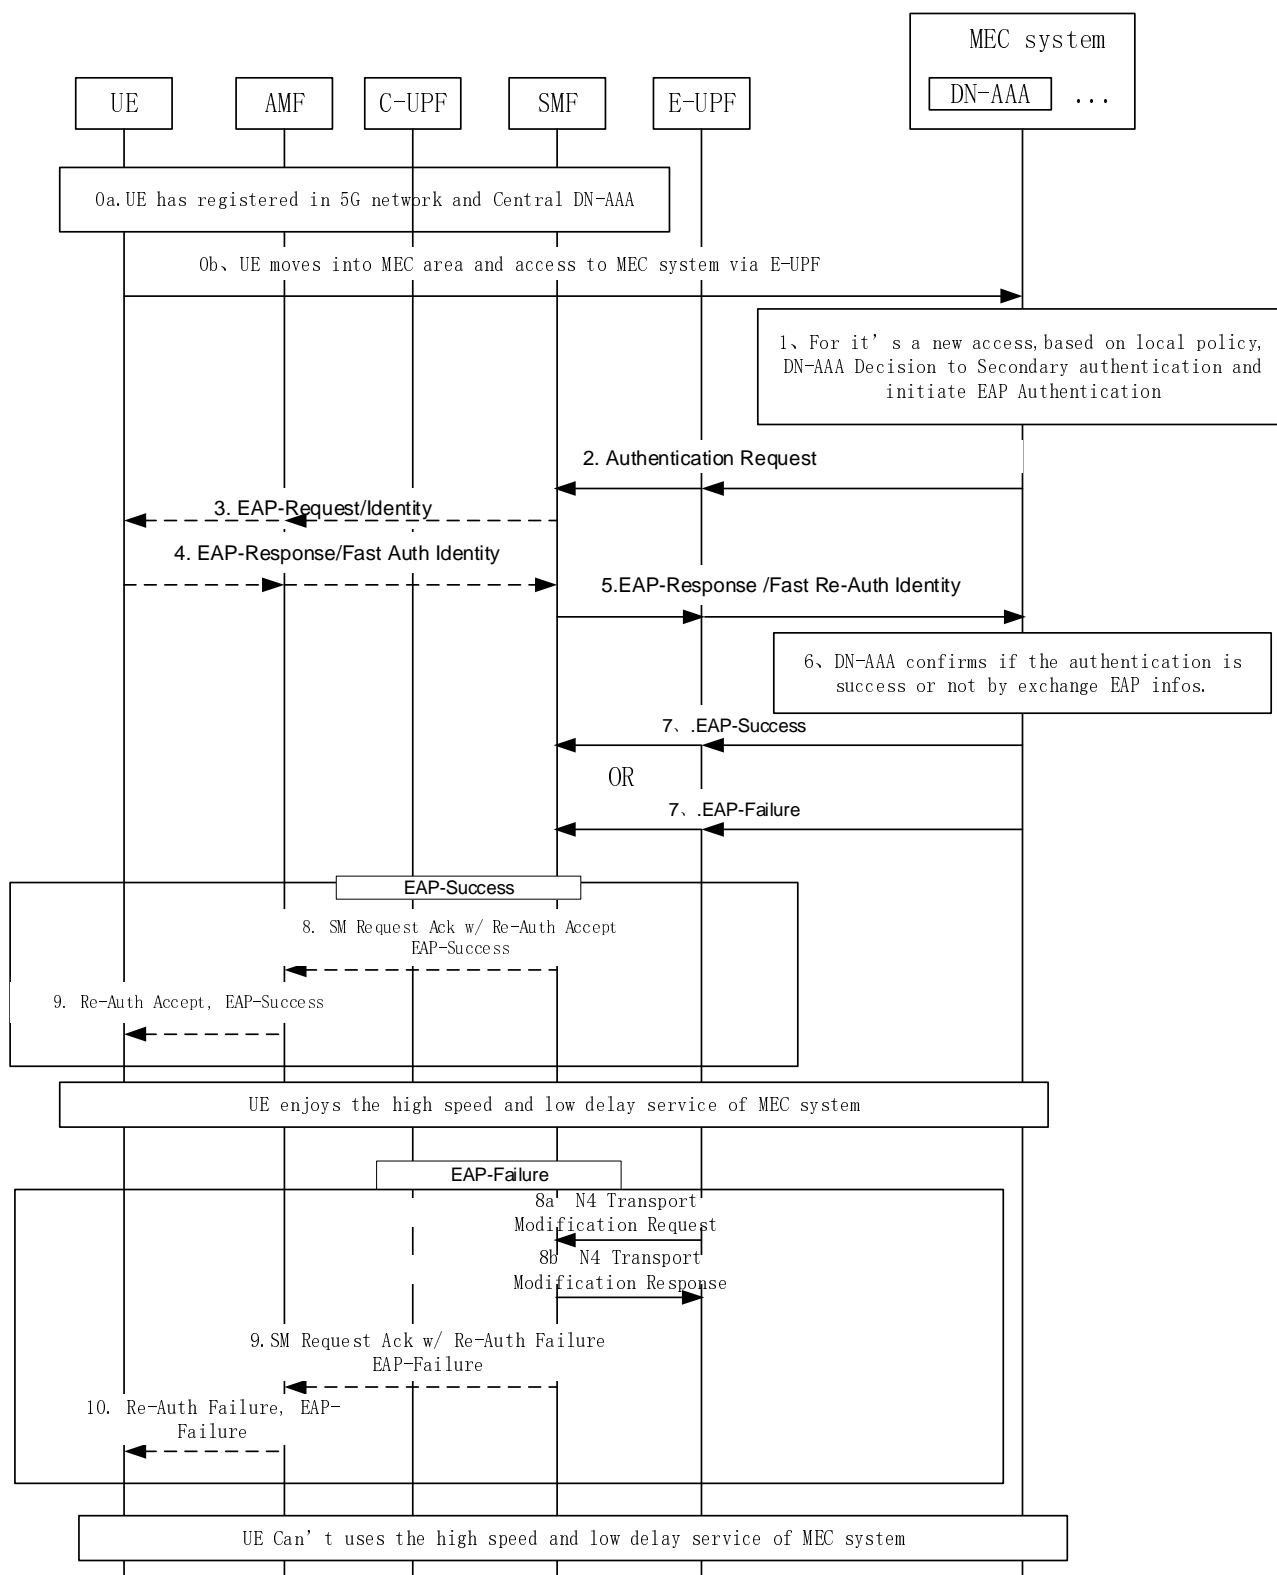 MEC system
UE
AMF
C-UPF
SMF
E-UPF
DN-AAA
...
0a.UE has registered in 5G network and Central DN-AAA
0b、UE moves into MEC area and access to MEC system via E-UPF
1、For it’s a new access,based on local policy,
DN-AAA Decision to Secondary authentication and
initiate EAP Authentication
2. Authentication Request
3. EAP-Request/Identity
4. EAP-Response/Fast Auth Identity
5.EAP-Response /Fast Re-Auth Identity
6、DN-AAA confirms if the authentication is
success or not by exchange EAP infos.
7、.EAP-Success
OR
7、.EAP-Failure
EAP-Success
8. SM Request Ack w/ Re-Auth Accept
EAP-Success
9. Re-Auth Accept, EAP-Success
UE enjoys the high speed and low delay service of MEC system
EAP-Failure
8a N4 Transport
Modification Request
8b N4 Transport
Modification Response
9.SM Request Ack w/ Re-Auth Failure
EAP-Failure
10. Re-Auth Failure, EAP-
Failure
UE Can’t uses the high speed and low delay service of MEC system